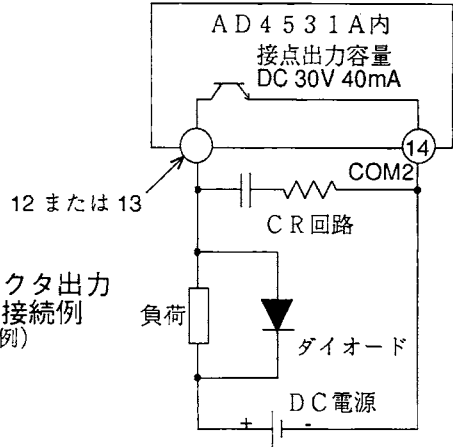 AD4531A内
接点出力容量
DC 30V 40mA
14
COM2
12 または 13
CR回路
クタ出力
接続例
例）
負荷
ダイオード
DC電源
+ -